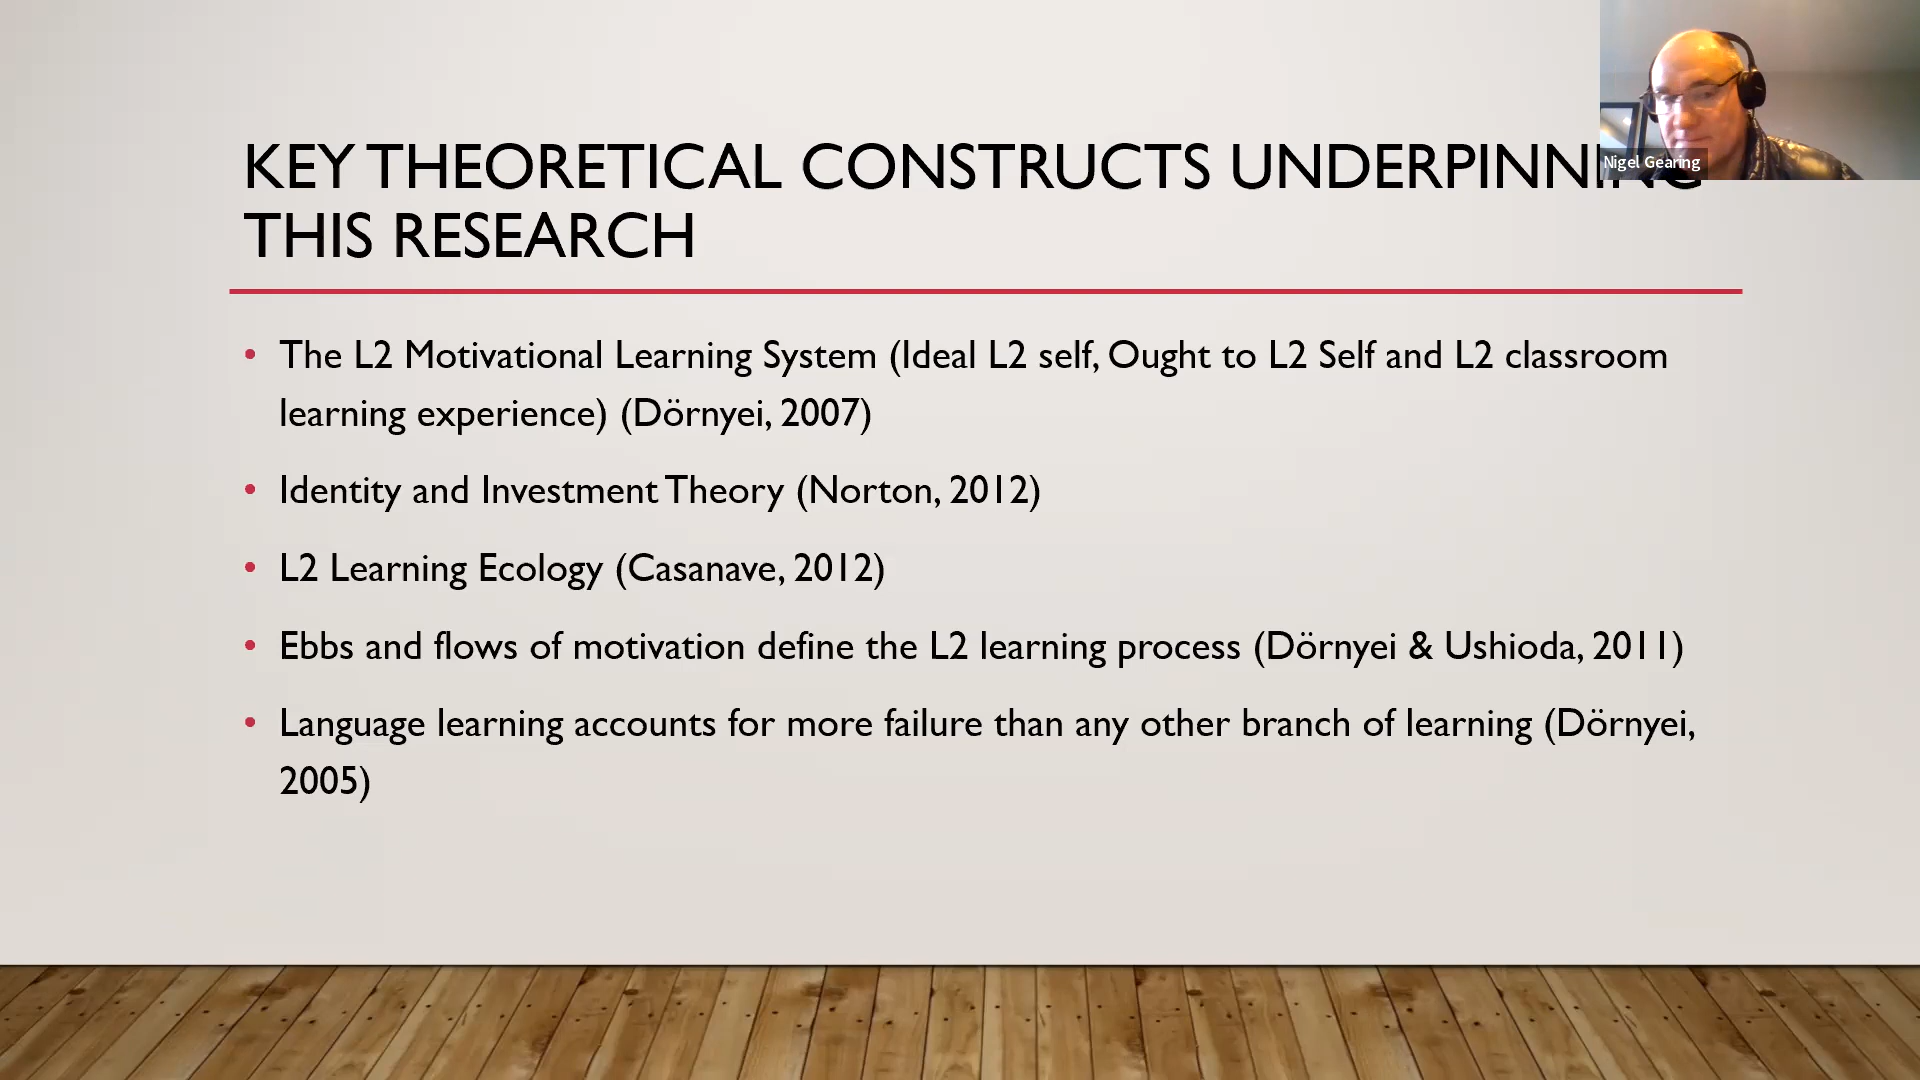 KEY THEORETICAL CONSTRUCTS UNDERPINNING
THIS RESEARCH
Nigel Gearing
• The L2 Motivational Learning System (Ideal L2 self, Ought to L2 Self and L2 classroom
learning experience) (Dörnyei, 2007)
• Identity and Investment Theory (Norton, 2012)
• L2 Learning Ecology (Casanave, 2012)
• Ebbs and flows of motivation define the L2 learning process (Dörnyei & Ushioda, 2011)
• Language learning accounts for more failure than any other branch of learning (Dörnyei,
2005)